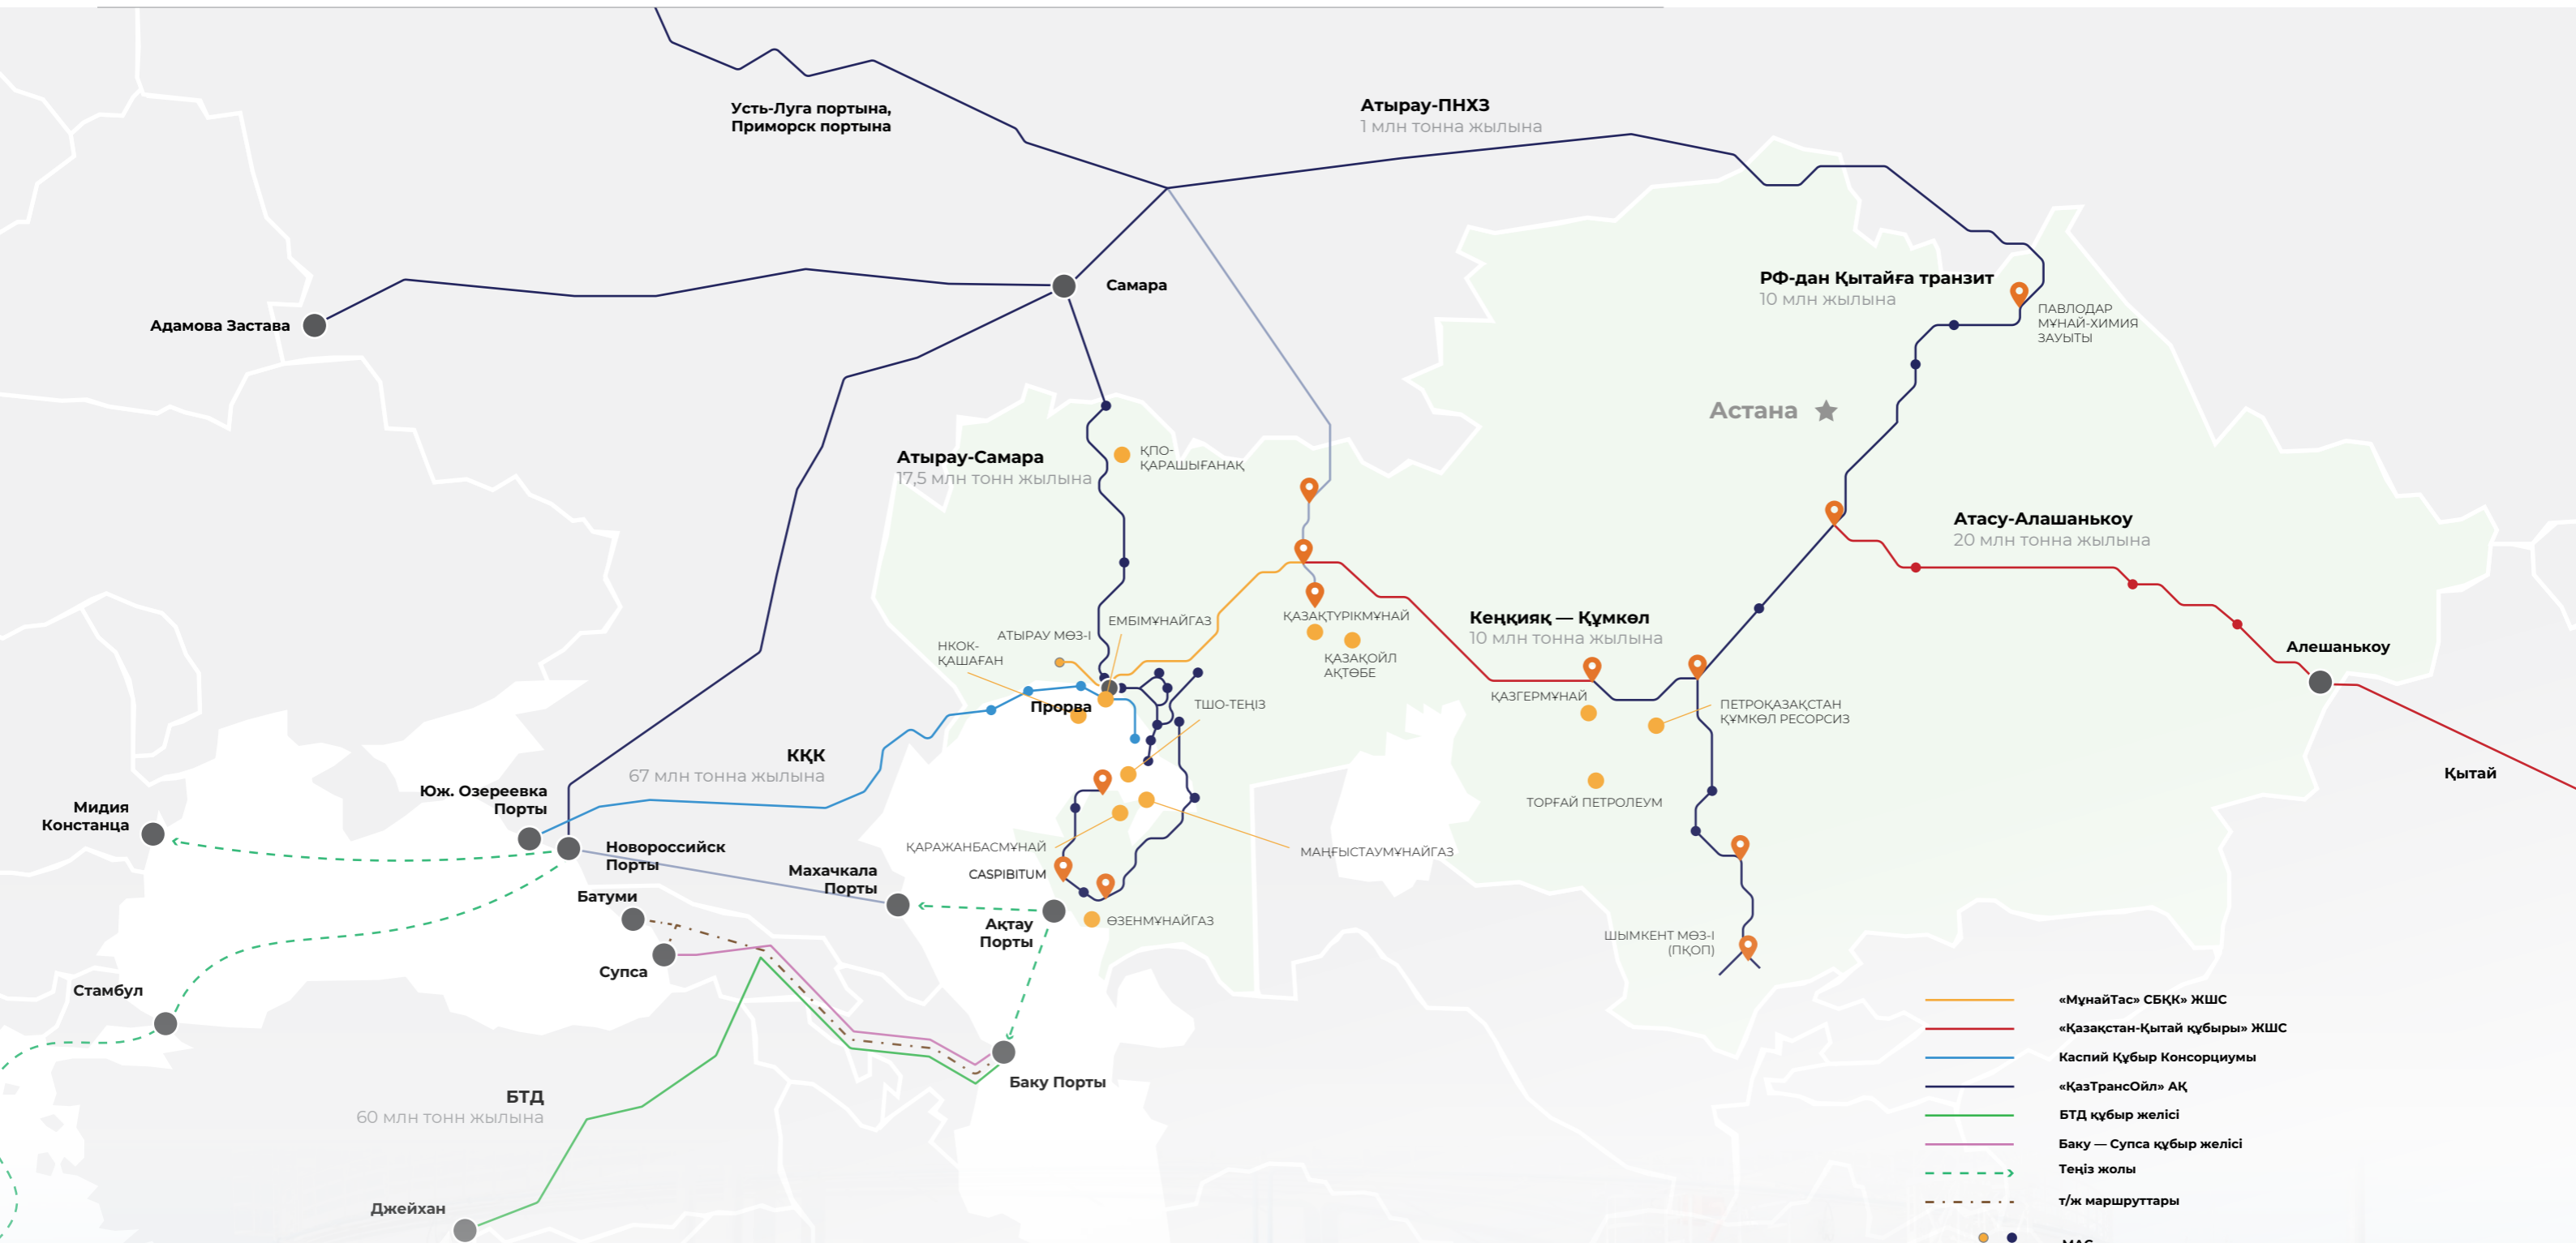 Усть-Луга портына,
Приморск портына
Атырау-ПНХЗ
1 млн тонна жылына
Самара
РФ-дан Қытайға транзит
10 млн жылына
ПАВЛОДАР
МҰНАЙ-ХИМИЯ
ЗАУЫТЫ
Адамова Застава
Астана
Атырау-Самара
17,5 млн тонн жылына
ҚПО-
ҚАРАШЫҒАНАҚ
Атасу-Алашанькоу
20 млн тонна жылына
ЕМБІМҰНАЙГАЗ
АТЫРАУ МӨЗ-І
НКОК-
ҚАШАҒАН
ҚАЗАҚТҮРІКМҰНАЙ
ҚАЗАҚОЙЛ
АҚТӨБЕ
Кеңқияқ — Құмкөл
10 млн тонна жылына
Алешанькоу
Прорва
ТШО-ТЕҢІЗ
ҚАЗГЕРМҰНАЙ
ПЕТРОҚАЗАҚСТАН
ҚҰМКӨЛ РЕСОРСИЗ
КҚК
67 млн тонна жылына
Қытай
Юж. Озереевка
Порты
Мидия
Констанца
ТОРҒАЙ ПЕТРОЛЕУМ
Новороссийск
Порты
ҚАРАЖАНБАСМҰНАЙ
МАҢҒЫСТАУМҰНАЙГАЗ
Махачкала
Порты
CASPIBITUM
Батуми
Ақтау
Порты
ӨЗЕНМҰНАЙГАЗ
ШЫМКЕНТ МӨЗ-І
(ПҚОП)
Супса
Стамбул
Баку Порты
БТД
60 млн тонн жылына
Джейхан
«МұнайТас» СБҚК» ЖШС
«Қазақстан-Қытай құбыры» ЖШС
Каспий Құбыр Консорциумы
«ҚазТрансОйл» АҚ
БТД құбыр желісі
Баку — Супса құбыр желісі
Теңіз жолы
т/ж маршруттары